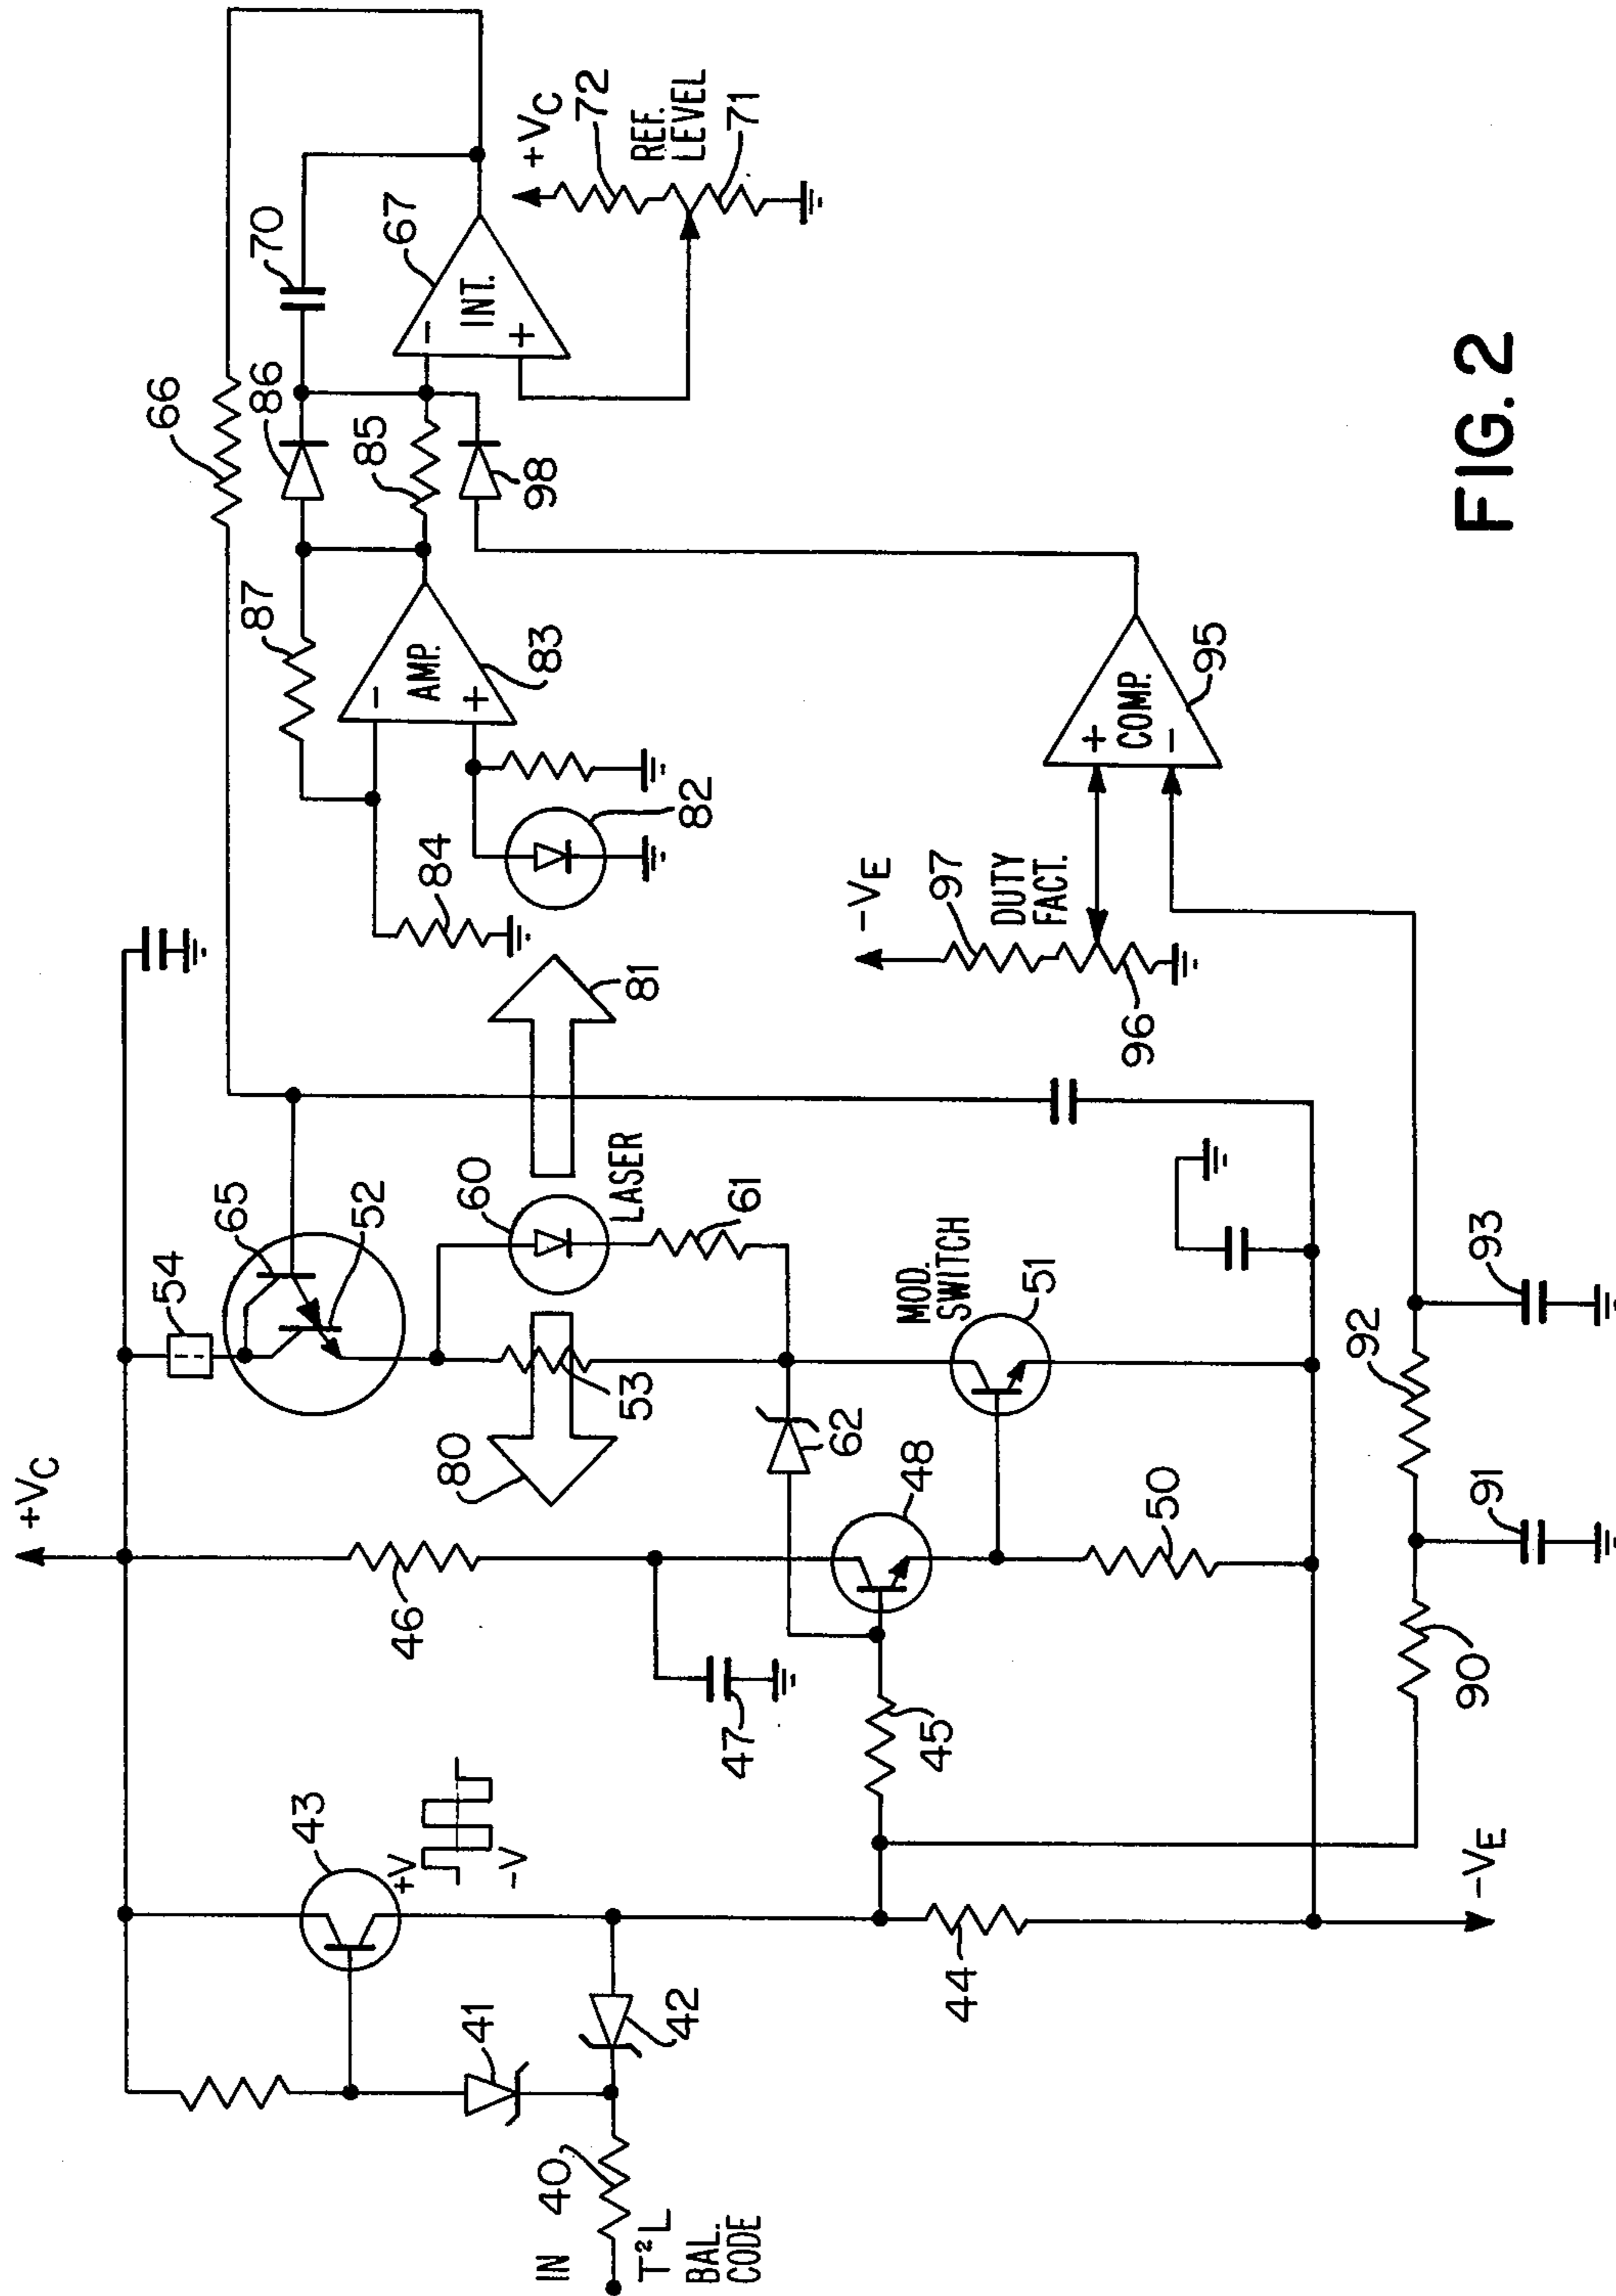 +VC
66
70
86
87
85
67
INT.
−
+
+VC
72
REF.
LEVEL
71
98
AMP.
−
+
83
84
82
81
65
54
52
60
LASER
61
80
53
62
MOD.
SWITCH
51
48
50
46
47
45
43
+V
−V
41
42
44
40
IN
T²L
BAL.
CODE
−VE
−VE
97
DUTY
FACT.
96
+
COMP.
−
95
90
91
92
93
FIG. 2